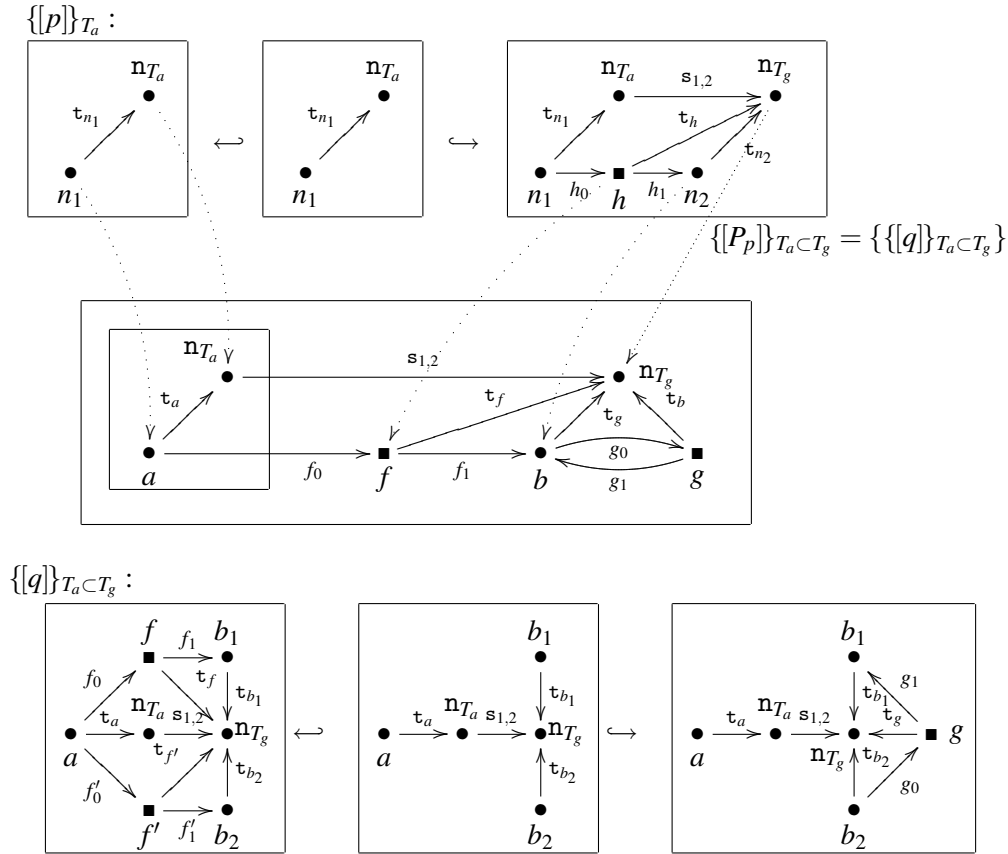 {[p]}_{T_a} :
n_{T_a} n_{T_a} n_{T_a} s_{1,2} n_{T_g}
t_{n_1} t_{n_1} t_{n_1} t_h t_{n_2}
n_1 n_1 n_1 h_0 h h_1 n_2
{[P_p]}_{T_a⊂T_g} = { {[q]}_{T_a⊂T_g} }
n_{T_a} s_{1,2} n_{T_g}
t_a t_f t_g t_b
a f_0 f f_1 b g_0 g_1 g
{[q]}_{T_a⊂T_g} :
f f_1 b_1 b_1 b_1
f_0 t_f t_{b_1} t_{b_1} t_{b_1} g_1
t_a n_{T_a} s_{1,2} n_{T_g} t_a n_{T_a} s_{1,2} n_{T_g} t_a n_{T_a} s_{1,2} n_{T_g} t_g g
a t_{f'} t_{b_2} a t_{b_2} a t_{b_2}
f'_0 g_0
f' f'_1 b_2 b_2 b_2